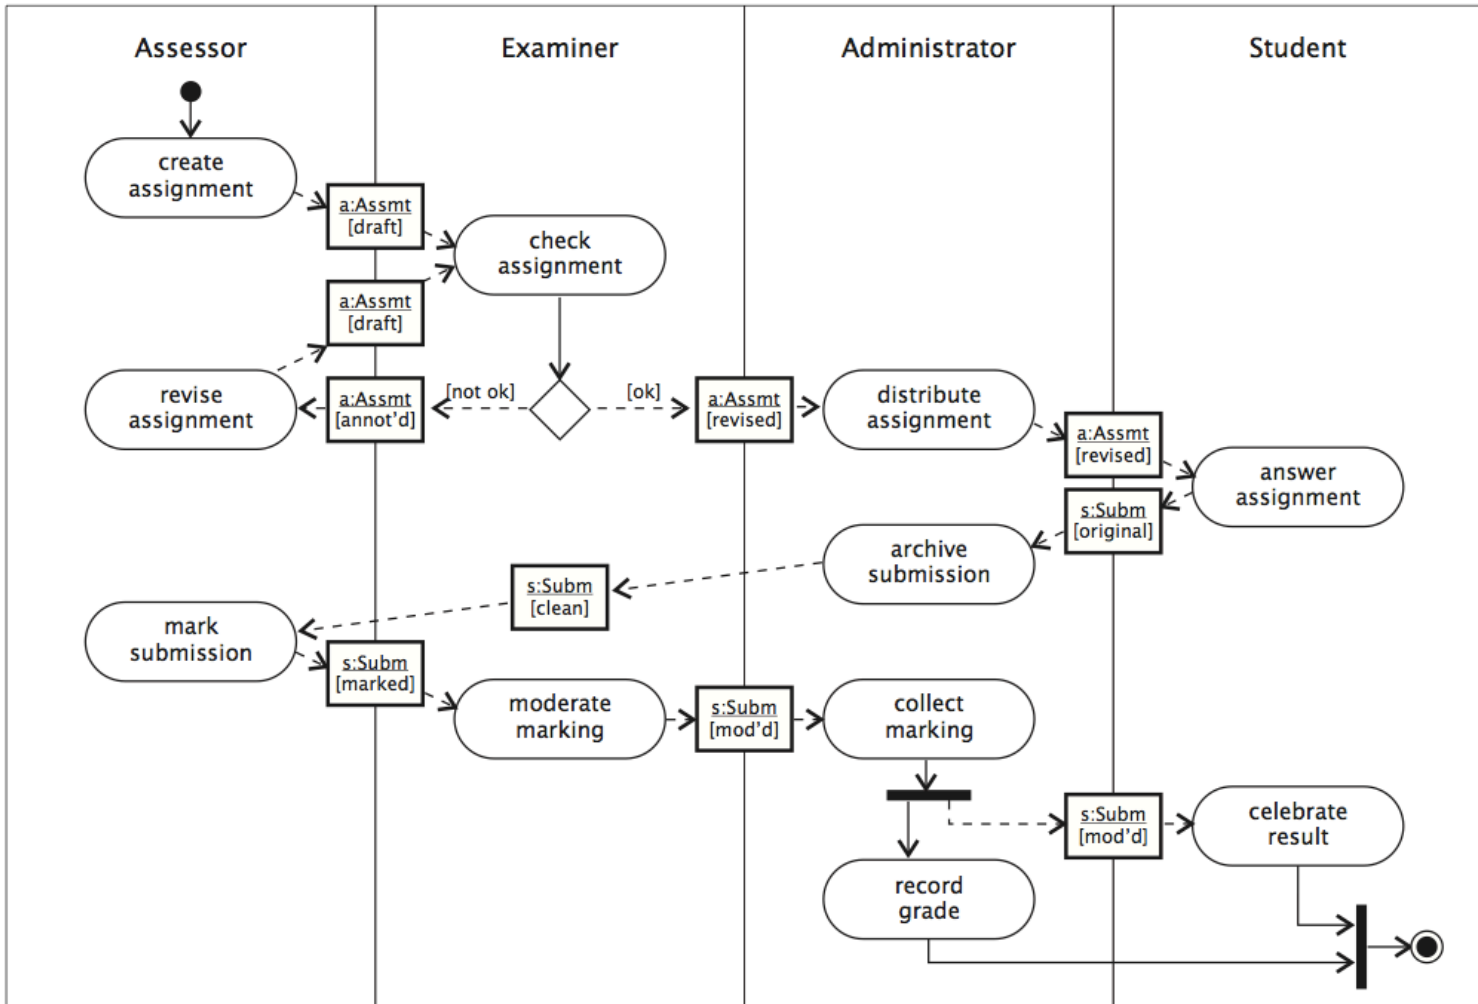 Assessor
Examiner
Administrator
Student
create
assignment
a:Assmt
[draft]
check
assignment
a:Assmt
[draft]
revise
assignment
a:Assmt
[annot'd]
[not ok]
[ok]
a:Assmt
[revised]
distribute
assignment
a:Assmt
[revised]
answer
assignment
s:Subm
[original]
archive
submission
s:Subm
[clean]
mark
submission
s:Subm
[marked]
moderate
marking
s:Subm
[mod'd]
collect
marking
s:Subm
[mod'd]
celebrate
result
record
grade